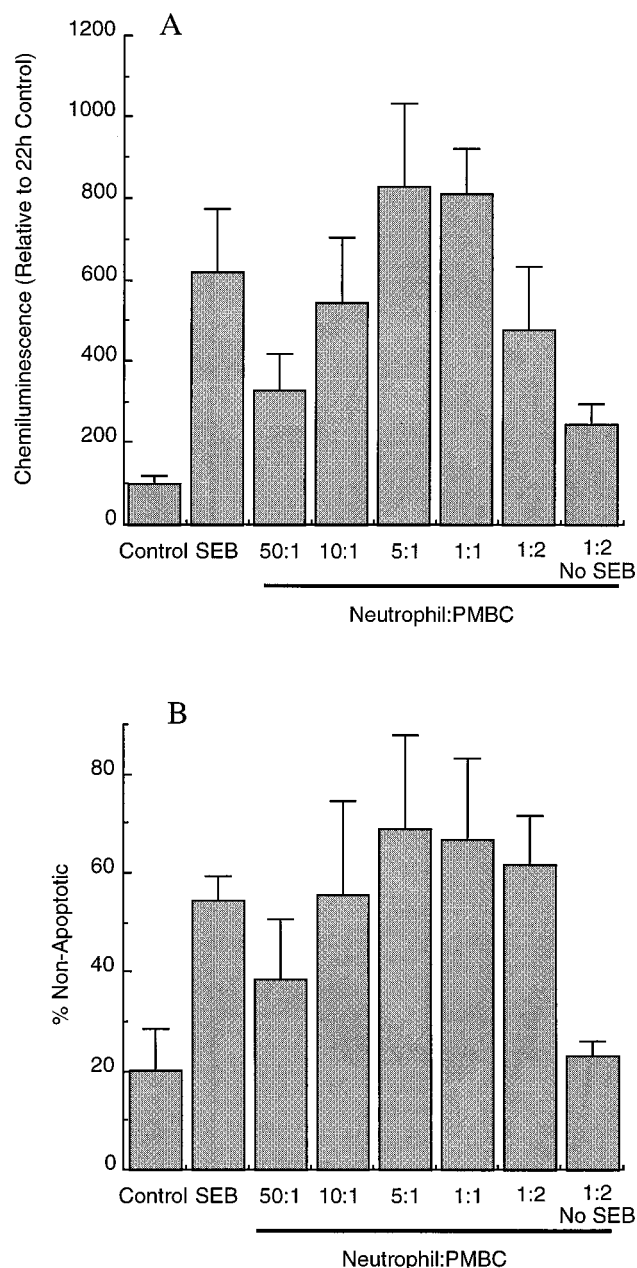 A
Chemiluminescence (Relative to 22h Control)
1200
1000
800
600
400
200
0
Control SEB 50:1 10:1 5:1 1:1 1:2 1:2
No SEB
Neutrophil:PMBC
B
% Non-Apoptotic
80
60
40
20
0
Control SEB 50:1 10:1 5:1 1:1 1:2 1:2
No SEB
Neutrophil:PMBC